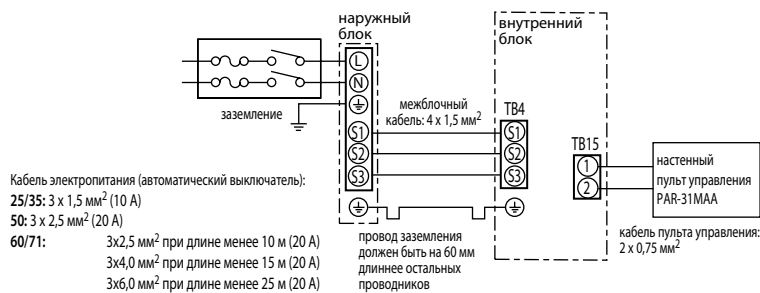 наружный
блок
внутренний
блок
L
N
заземление
межблочный
кабель: 4 x 1,5 мм²
TB4
S1
S2
S3
S1
S2
S3
TB15
1
2
настенный
пульт управления
PAR-31MAA
кабель пульта управления:
2 x 0,75 мм²
провод заземления
должен быть на 60 мм
длиннее остальных
проводников
Кабель электропитания (автоматический выключатель):
25/35: 3 x 1,5 мм² (10 А)
50: 3 x 2,5 мм² (20 А)
60/71: 3x2,5 мм² при длине менее 10 м (20 А)
3x4,0 мм² при длине менее 15 м (20 А)
3x6,0 мм² при длине менее 25 м (20 А)